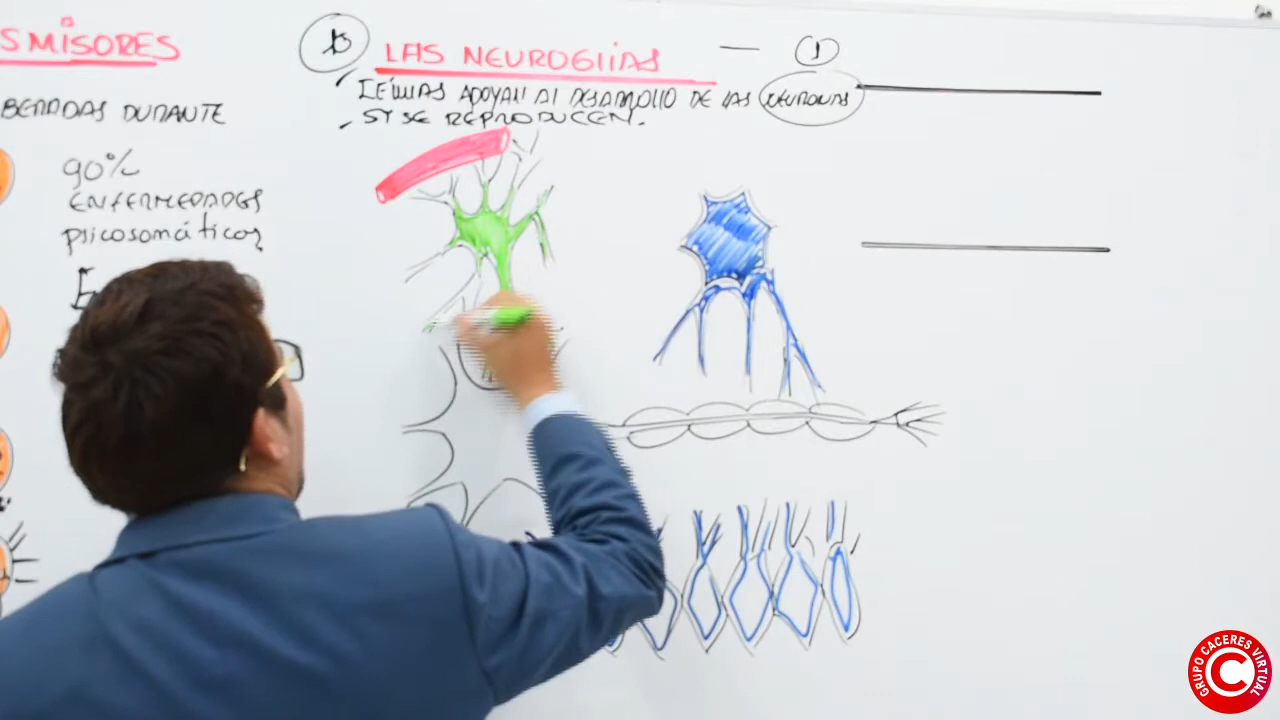 SMISORES
BERADAS DURANTE
90%
ENFERMEDADES
psicosomáticos
E
b
LAS NEUROGLIAS — 1
CÉLULAS APOYAN AL DESARROLLO DE LAS NEURONAS
SI SE REPRODUCEN.
GRUPO CACERES VIRTUAL
C